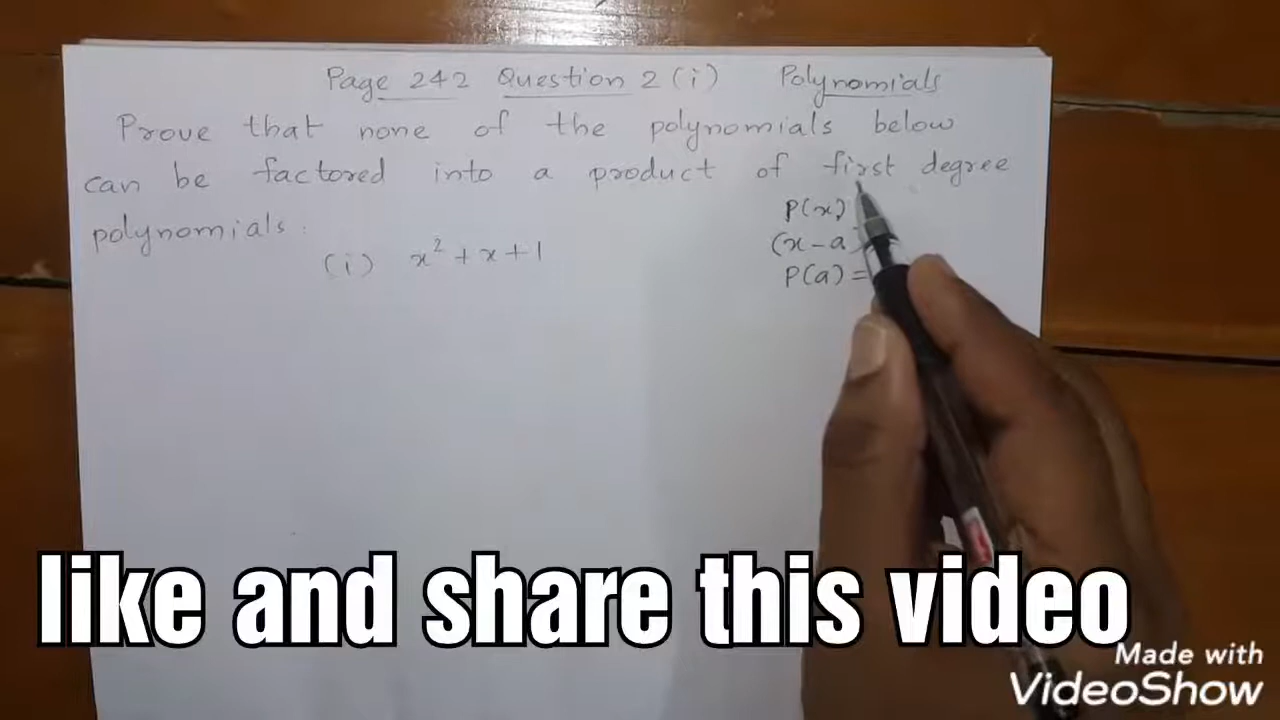 Page 242 Question 2 (i) Polynomials
Prove that none of the polynomials below
can be factored into a product of first degree
polynomials:
(i) x² + x + 1
P(x)
(x-a
P(a) =
like and share this video
Made with
VideoShow